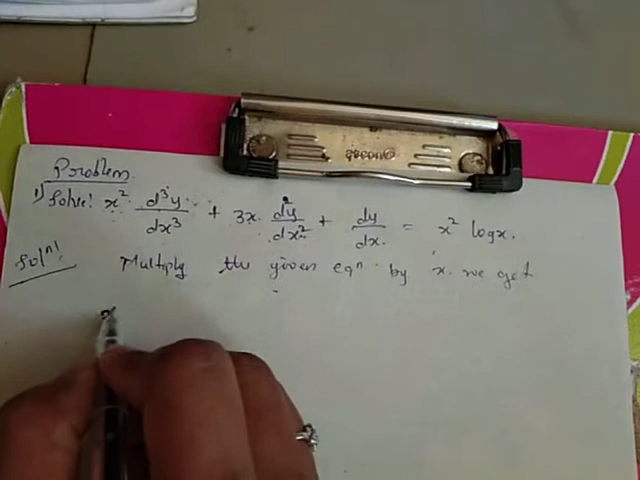 Problem.
1) Solve: x² d³y/dx³ + 3x. dy/dx² + dy/dx = x² log x.
Solⁿ! Multiply the given eqⁿ. by x. we get
x